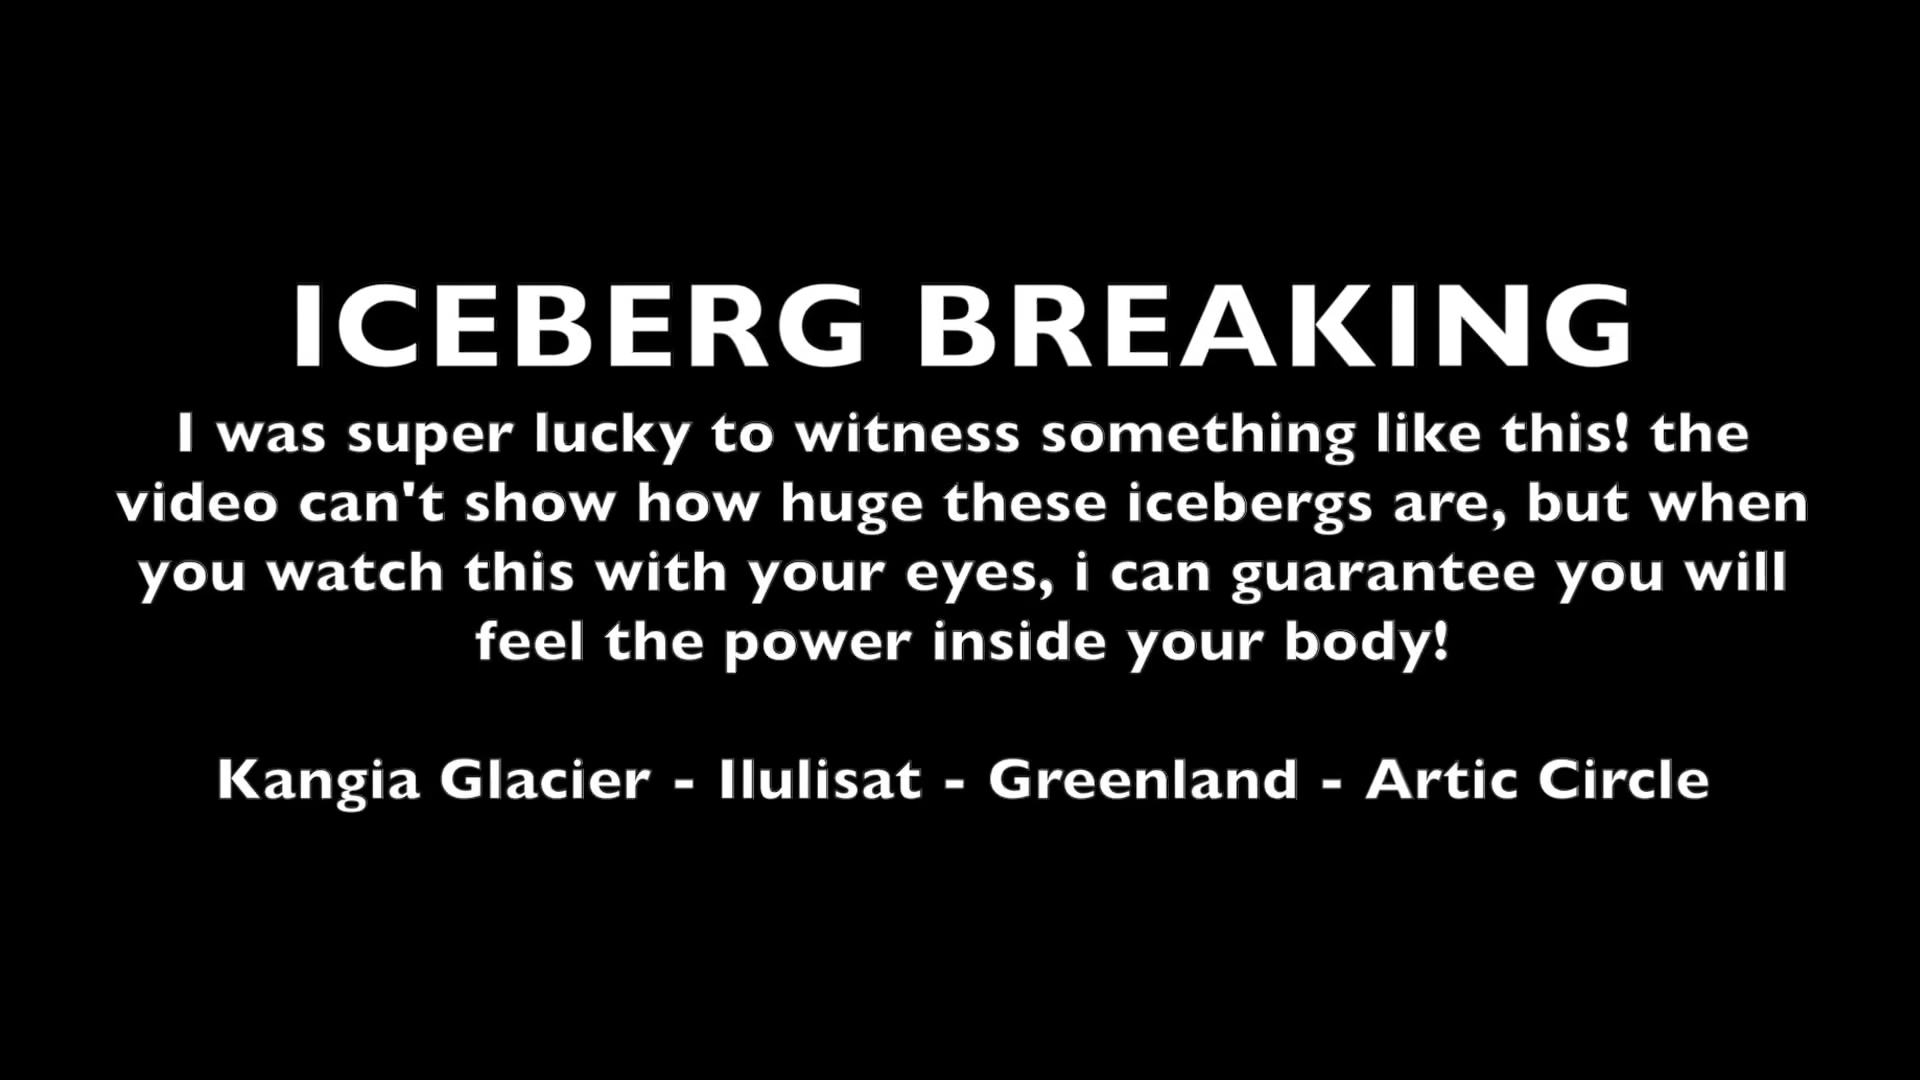 ICEBERG BREAKING
I was super lucky to witness something like this! the
video can't show how huge these icebergs are, but when
you watch this with your eyes, i can guarantee you will
feel the power inside your body!
Kangia Glacier - Ilulisat - Greenland - Artic Circle